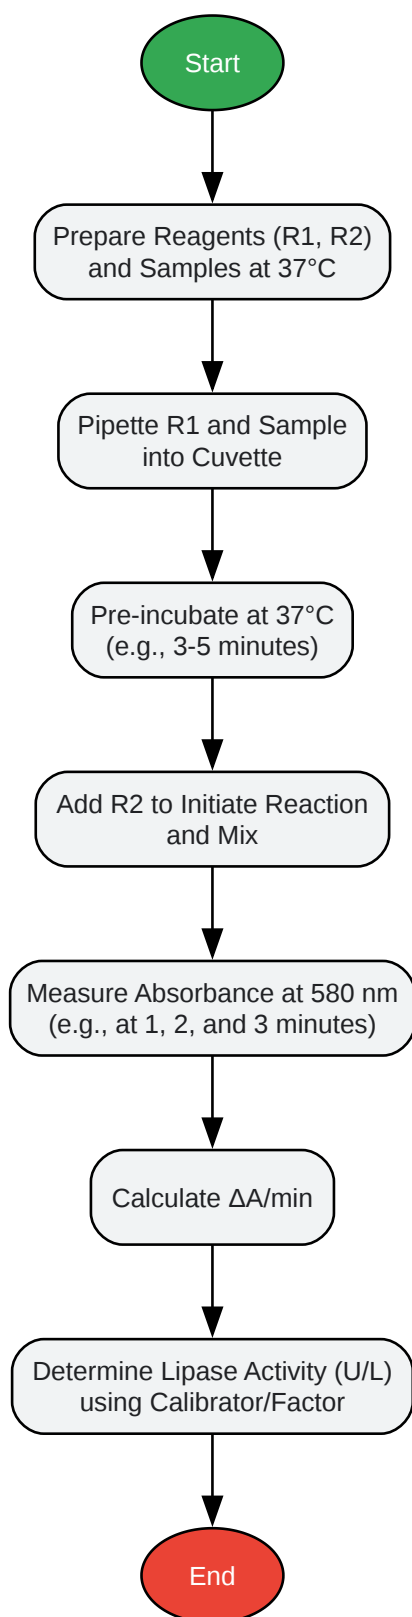 Start
Prepare Reagents (R1, R2)
and Samples at 37°C
Pipette R1 and Sample
into Cuvette
Pre-incubate at 37°C
(e.g., 3-5 minutes)
Add R2 to Initiate Reaction
and Mix
Measure Absorbance at 580 nm
(e.g., at 1, 2, and 3 minutes)
Calculate ΔA/min
Determine Lipase Activity (U/L)
using Calibrator/Factor
End